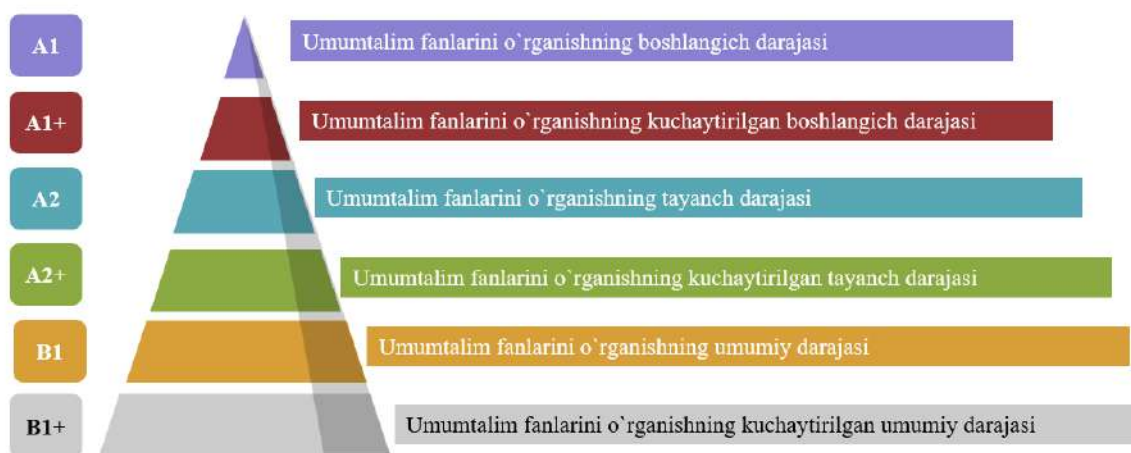 A1
Umumtalim fanlarini o`rganishning boshlangich darajasi
A1+
Umumtalim fanlarini o`rganishning kuchaytirilgan boshlangich darajasi
A2
Umumtalim fanlarini o`rganishning tayanch darajasi
A2+
Umumtalim fanlarini o`rganishning kuchaytirilgan tayanch darajasi
B1
Umumtalim fanlarini o`rganishning umumiy darajasi
B1+
Umumtalim fanlarini o`rganishning kuchaytirilgan umumiy darajasi